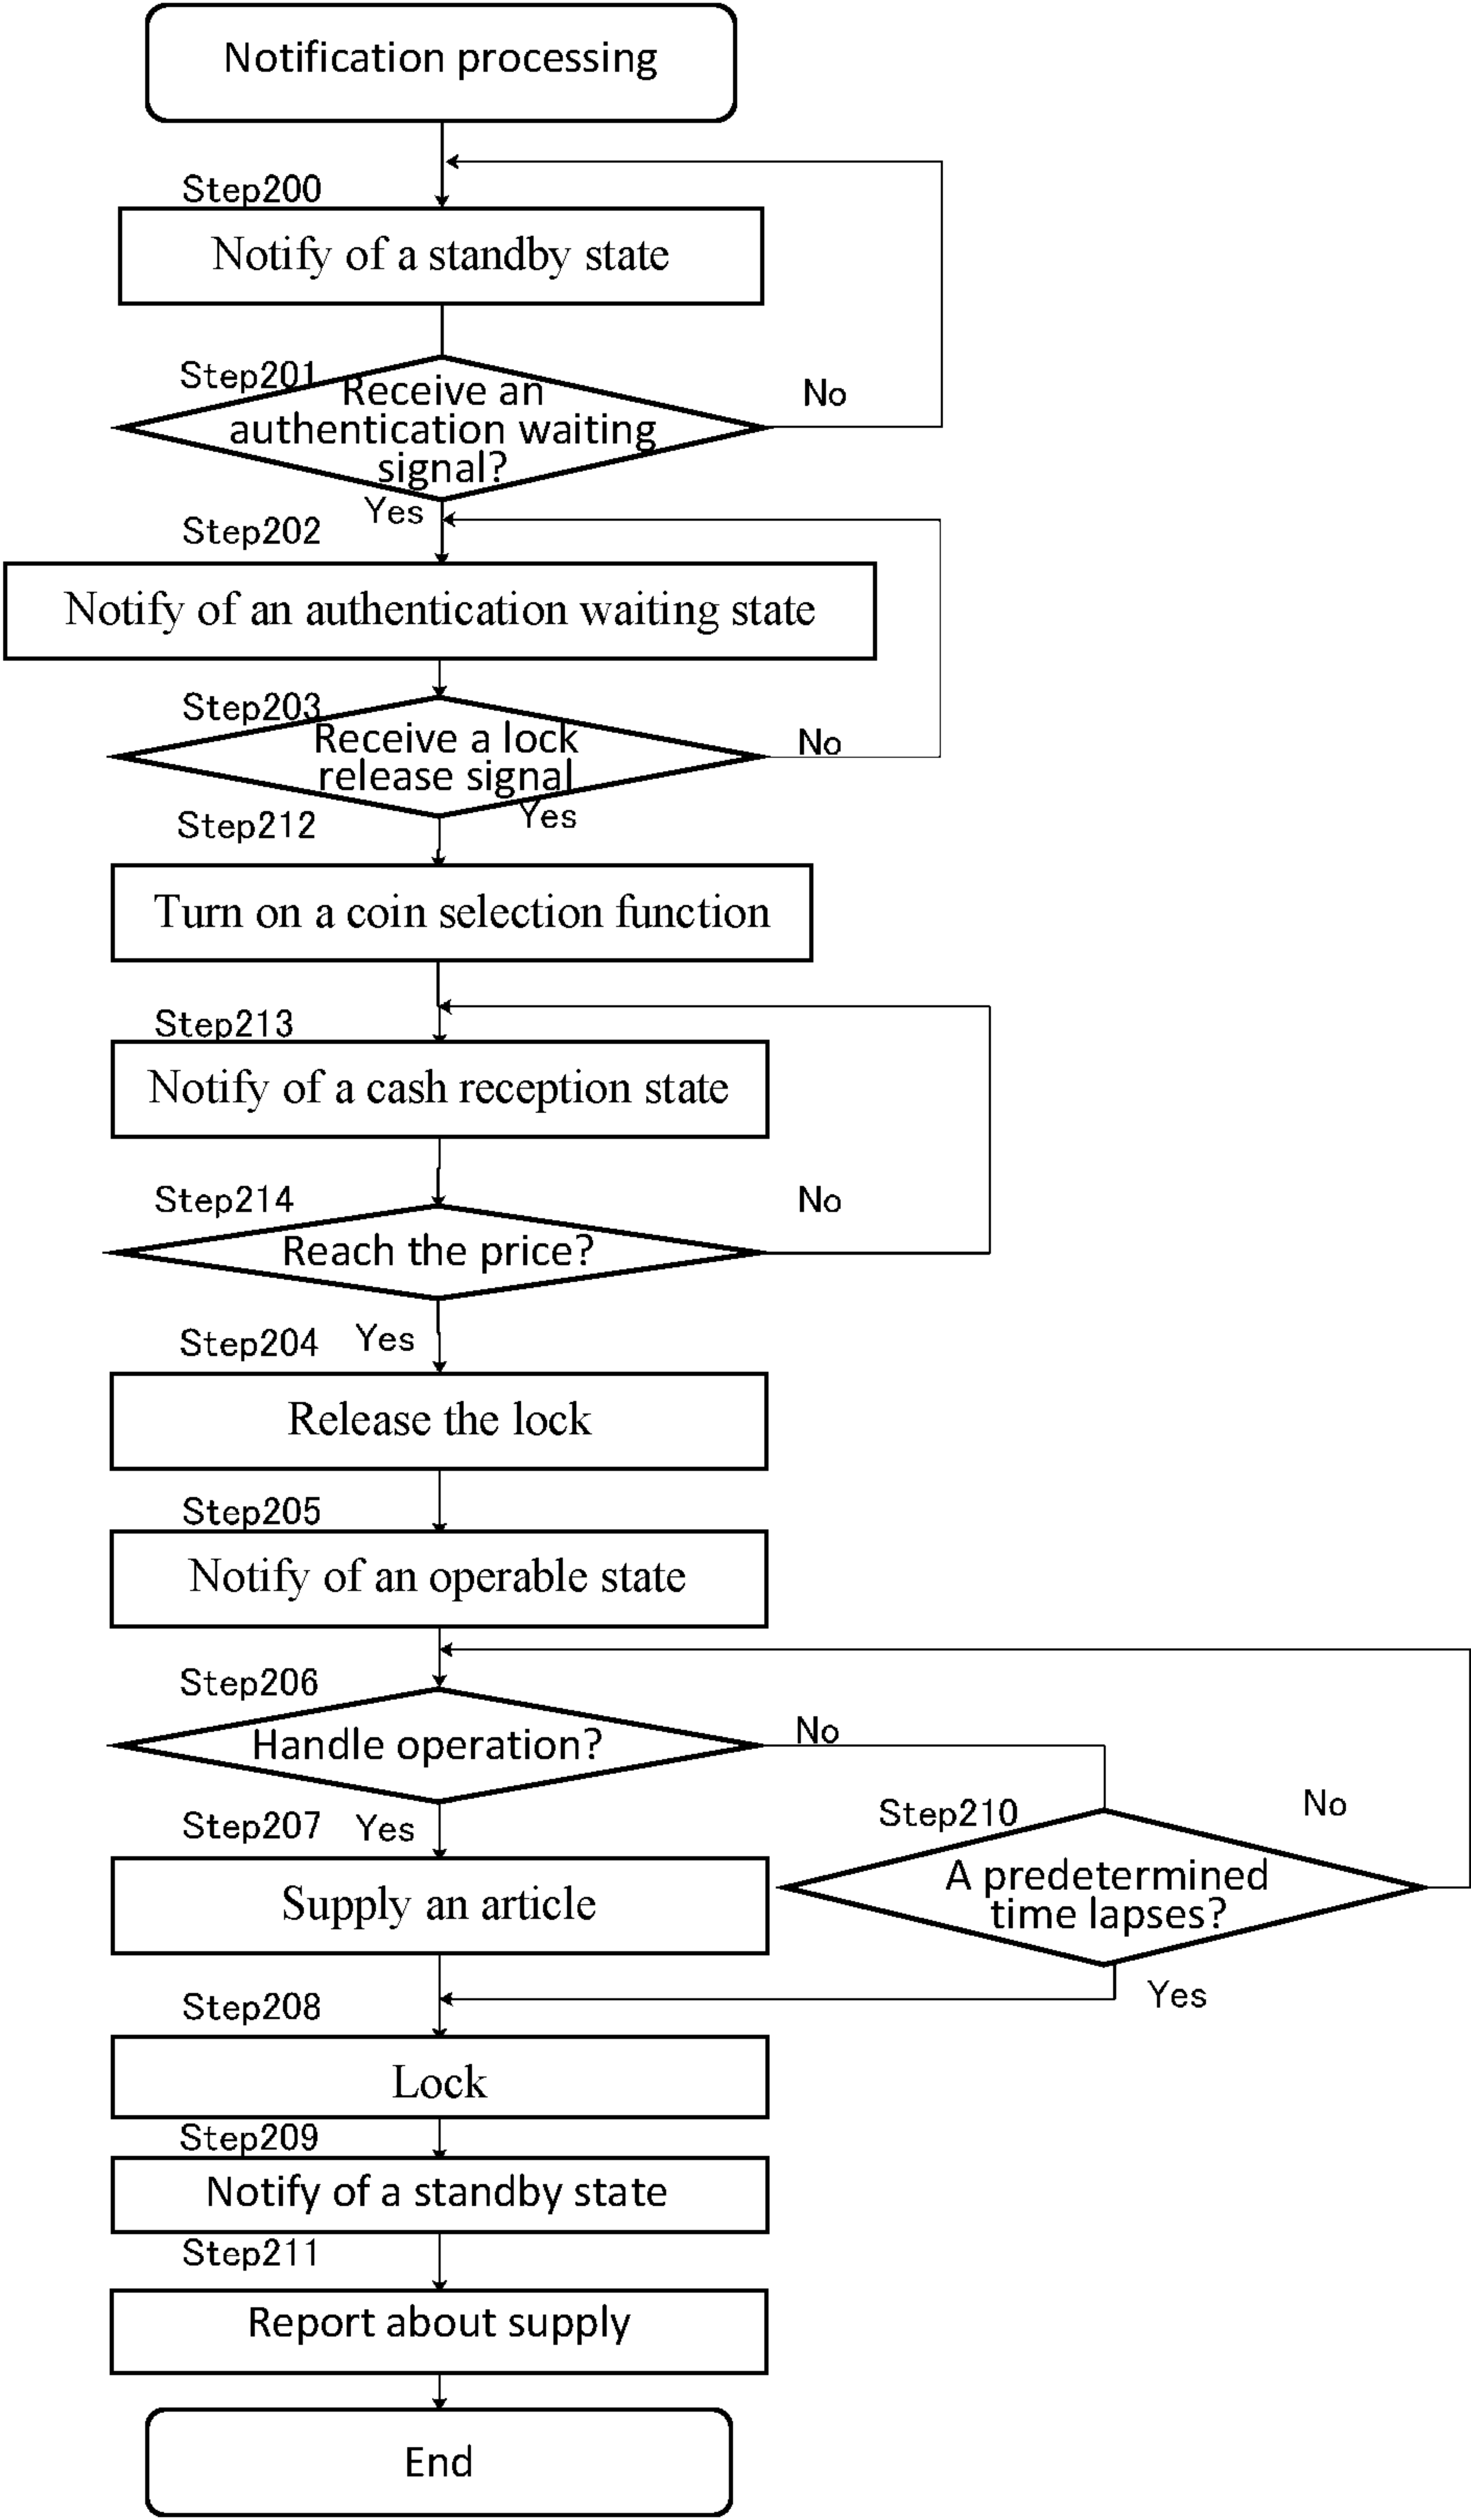 Notification processing
Step200
Notify of a standby state
Step201
Receive an
authentication waiting
signal?
No
Yes
Step202
Notify of an authentication waiting state
Step203
Receive a lock
release signal
No
Yes
Step212
Turn on a coin selection function
Step213
Notify of a cash reception state
Step214
No
Reach the price?
Step204
Yes
Release the lock
Step205
Notify of an operable state
Step206
Handle operation?
No
Step207
Yes
Step210
No
A predetermined
time lapses?
Supply an article
Yes
Step208
Lock
Step209
Notify of a standby state
Step211
Report about supply
End